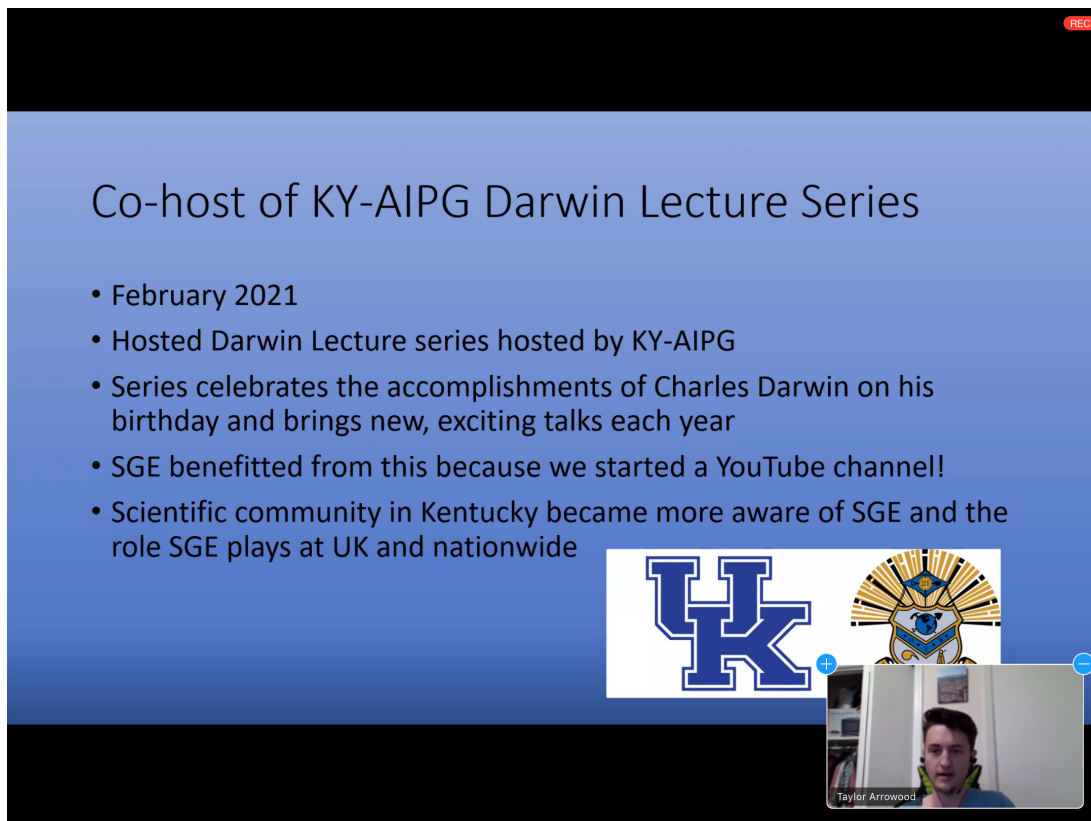 REC
Co-host of KY-AIPG Darwin Lecture Series
• February 2021
• Hosted Darwin Lecture series hosted by KY-AIPG
• Series celebrates the accomplishments of Charles Darwin on his
birthday and brings new, exciting talks each year
• SGE benefitted from this because we started a YouTube channel!
• Scientific community in Kentucky became more aware of SGE and the
role SGE plays at UK and nationwide
UK
Taylor Arrowood